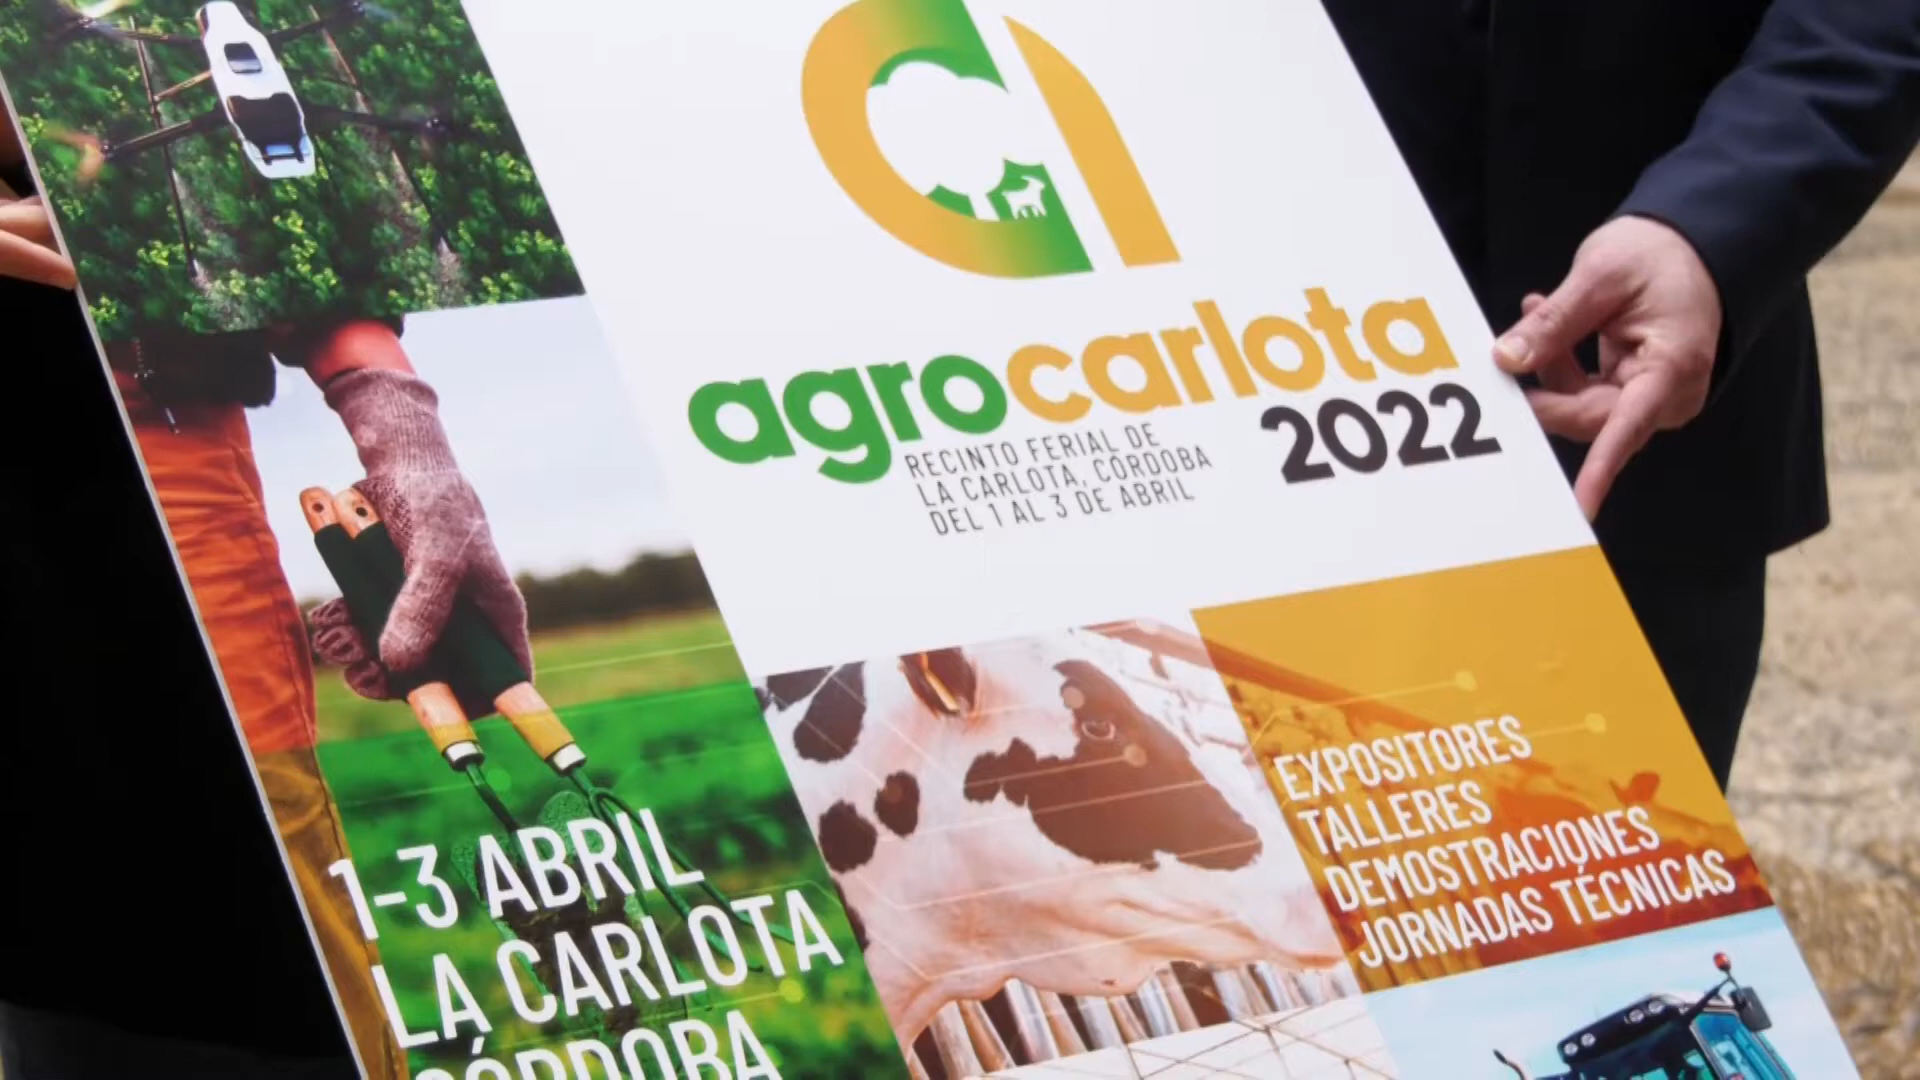 agrocarlota
2022
RECINTO FERIAL DE
LA CARLOTA, CÓRDOBA
DEL 1 AL 3 DE ABRIL
EXPOSITORES
TALLERES
DEMOSTRACIONES
JORNADAS TÉCNICAS
1-3 ABRIL
LA CARLOTA
CÓRDOBA